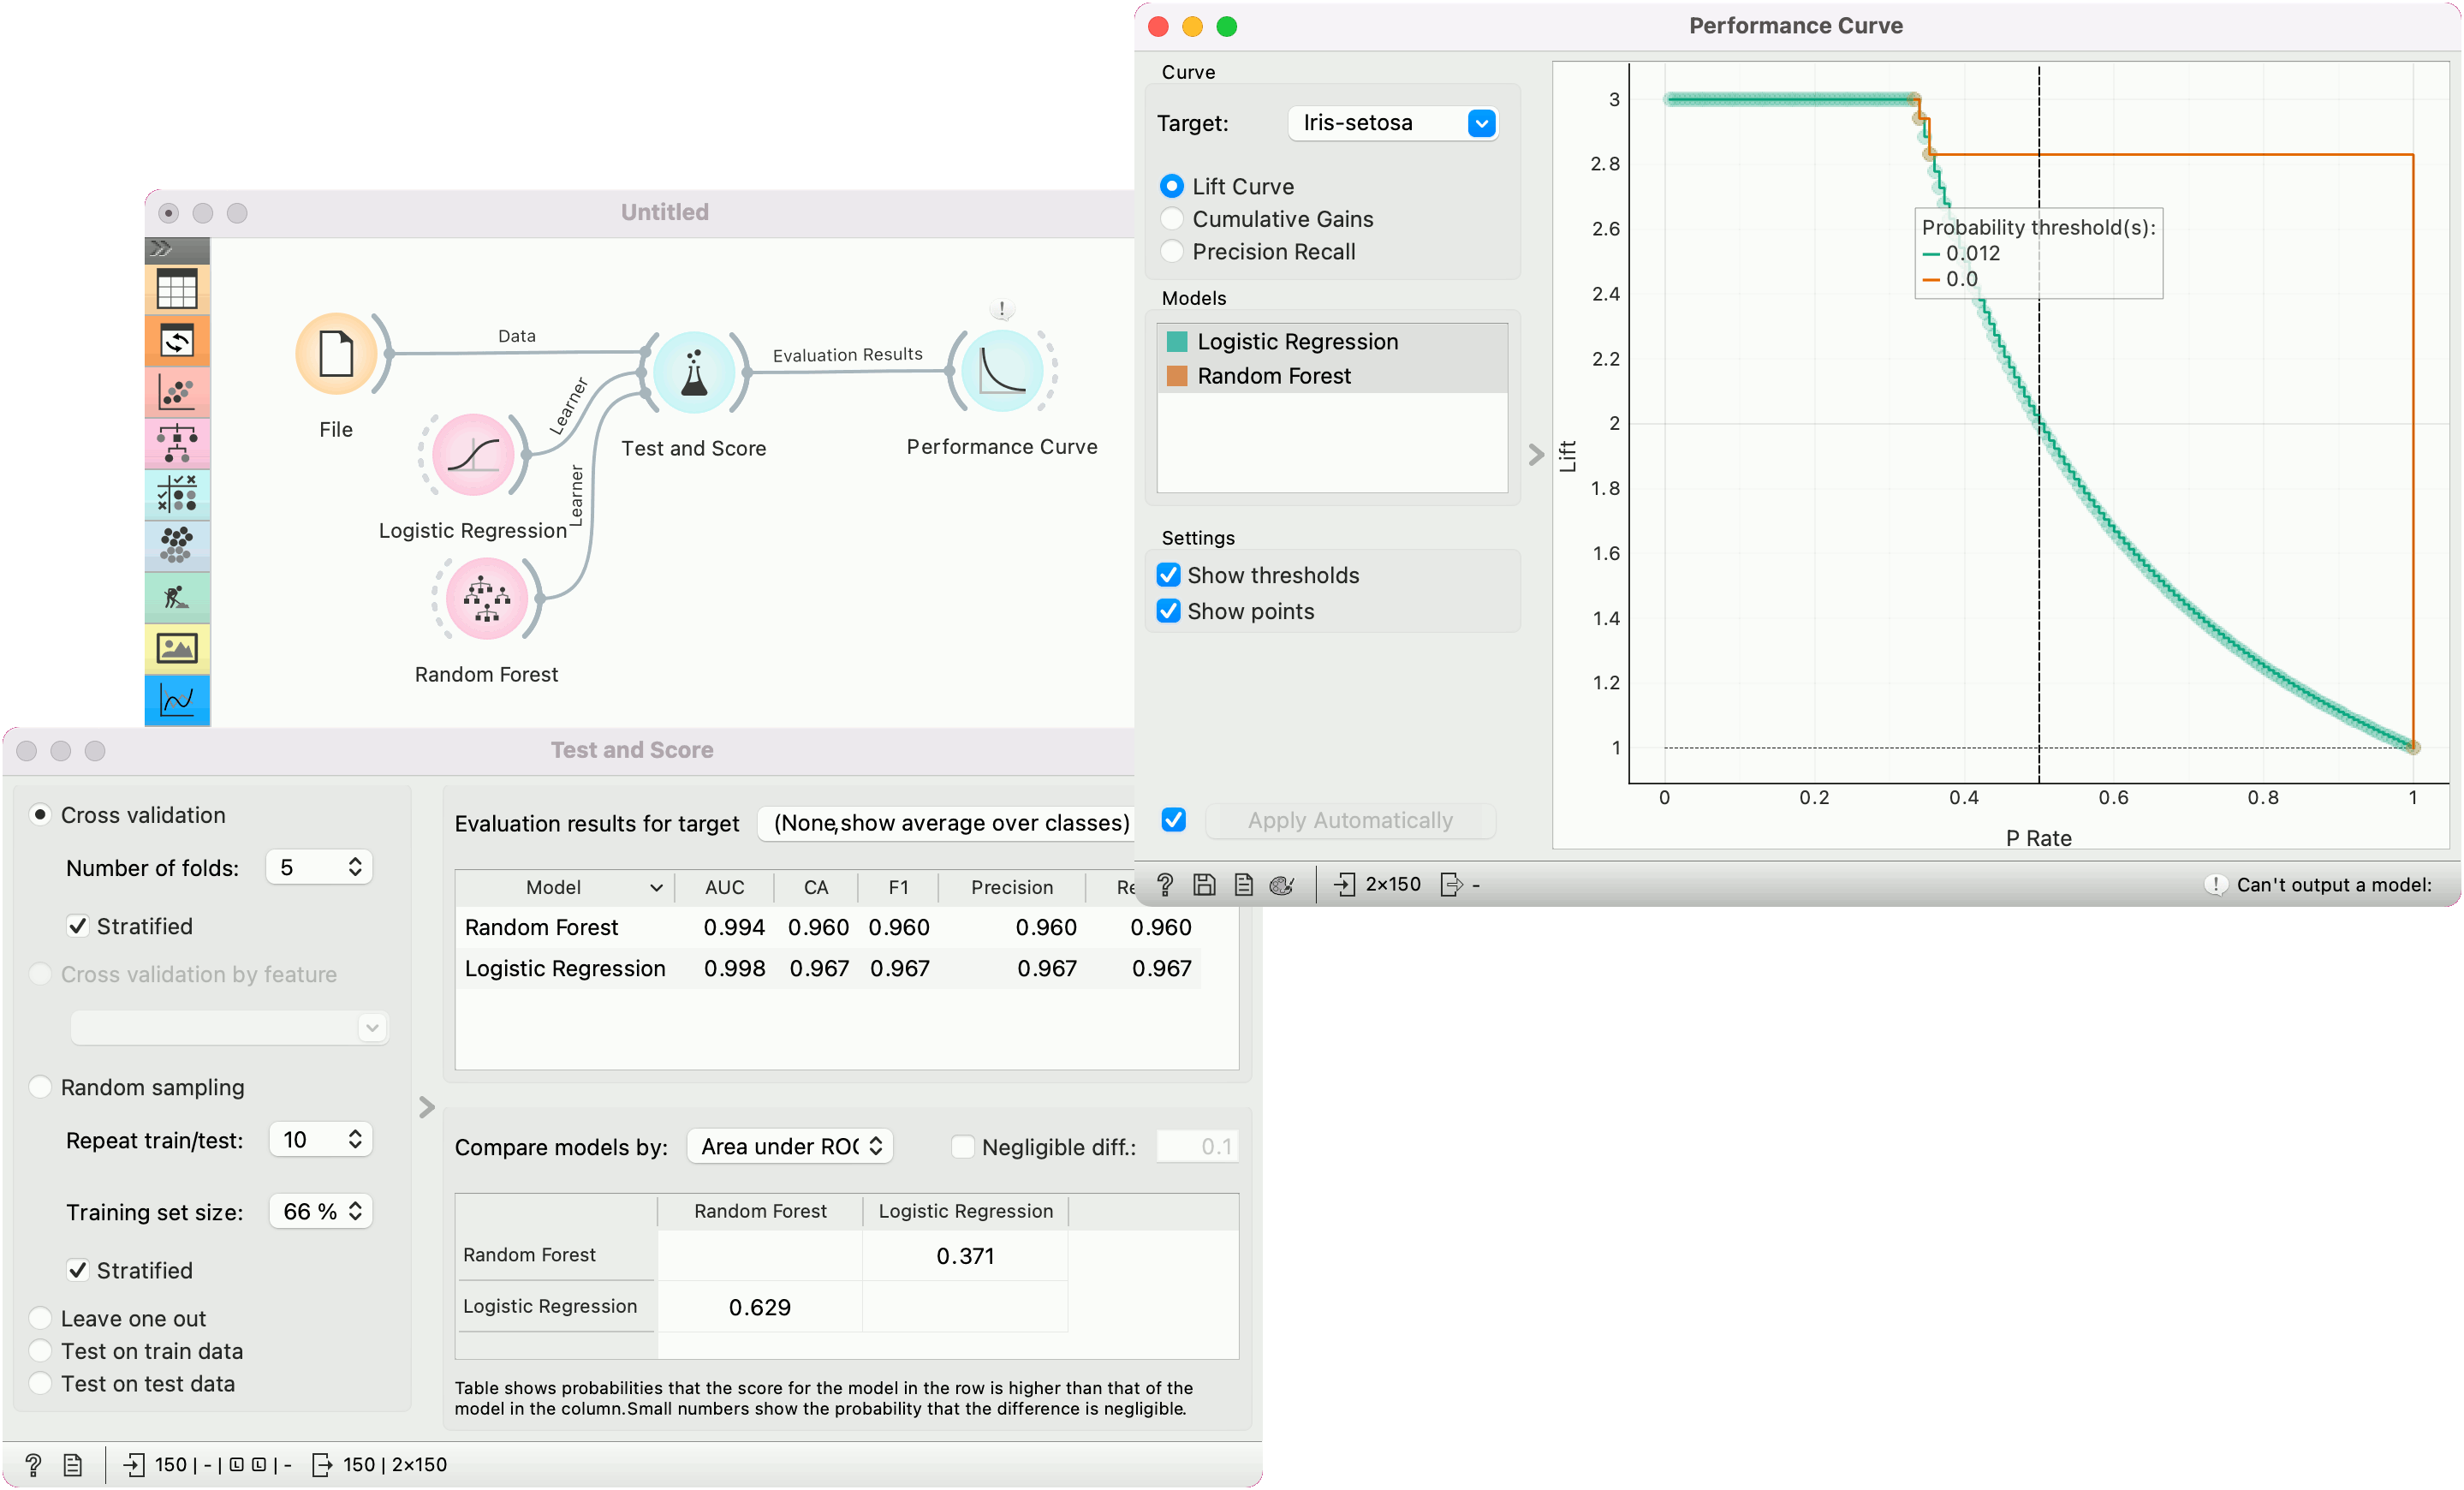 Performance Curve
Curve
Target:
Iris-setosa
Lift Curve
Cumulative Gains
Precision Recall
Models
Logistic Regression
Random Forest
Settings
Show thresholds
Show points
Apply Automatically
2×150
-
Can't output a model:
Lift
3
2.8
2.6
2.4
2.2
2
1.8
1.6
1.4
1.2
1
Probability threshold(s):
0.012
0.0
0
0.2
0.4
0.6
0.8
1
P Rate
Untitled
File
Data
Learner
Learner
Logistic Regression
Random Forest
Test and Score
Evaluation Results
Performance Curve
Test and Score
Cross validation
Number of folds: 5
Stratified
Cross validation by feature
Random sampling
Repeat train/test: 10
Training set size: 66 %
Stratified
Leave one out
Test on train data
Test on test data
Evaluation results for target (None,show average over classes)
Model AUC CA F1 Precision Re
Random Forest 0.994 0.960 0.960 0.960 0.960
Logistic Regression 0.998 0.967 0.967 0.967 0.967
Compare models by: Area under ROC Negligible diff.: 0.1
Random Forest Logistic Regression
Random Forest 0.371
Logistic Regression 0.629
Table shows probabilities that the score for the model in the row is higher than that of the
model in the column.Small numbers show the probability that the difference is negligible.
150 | - | L L | - 150 | 2×150